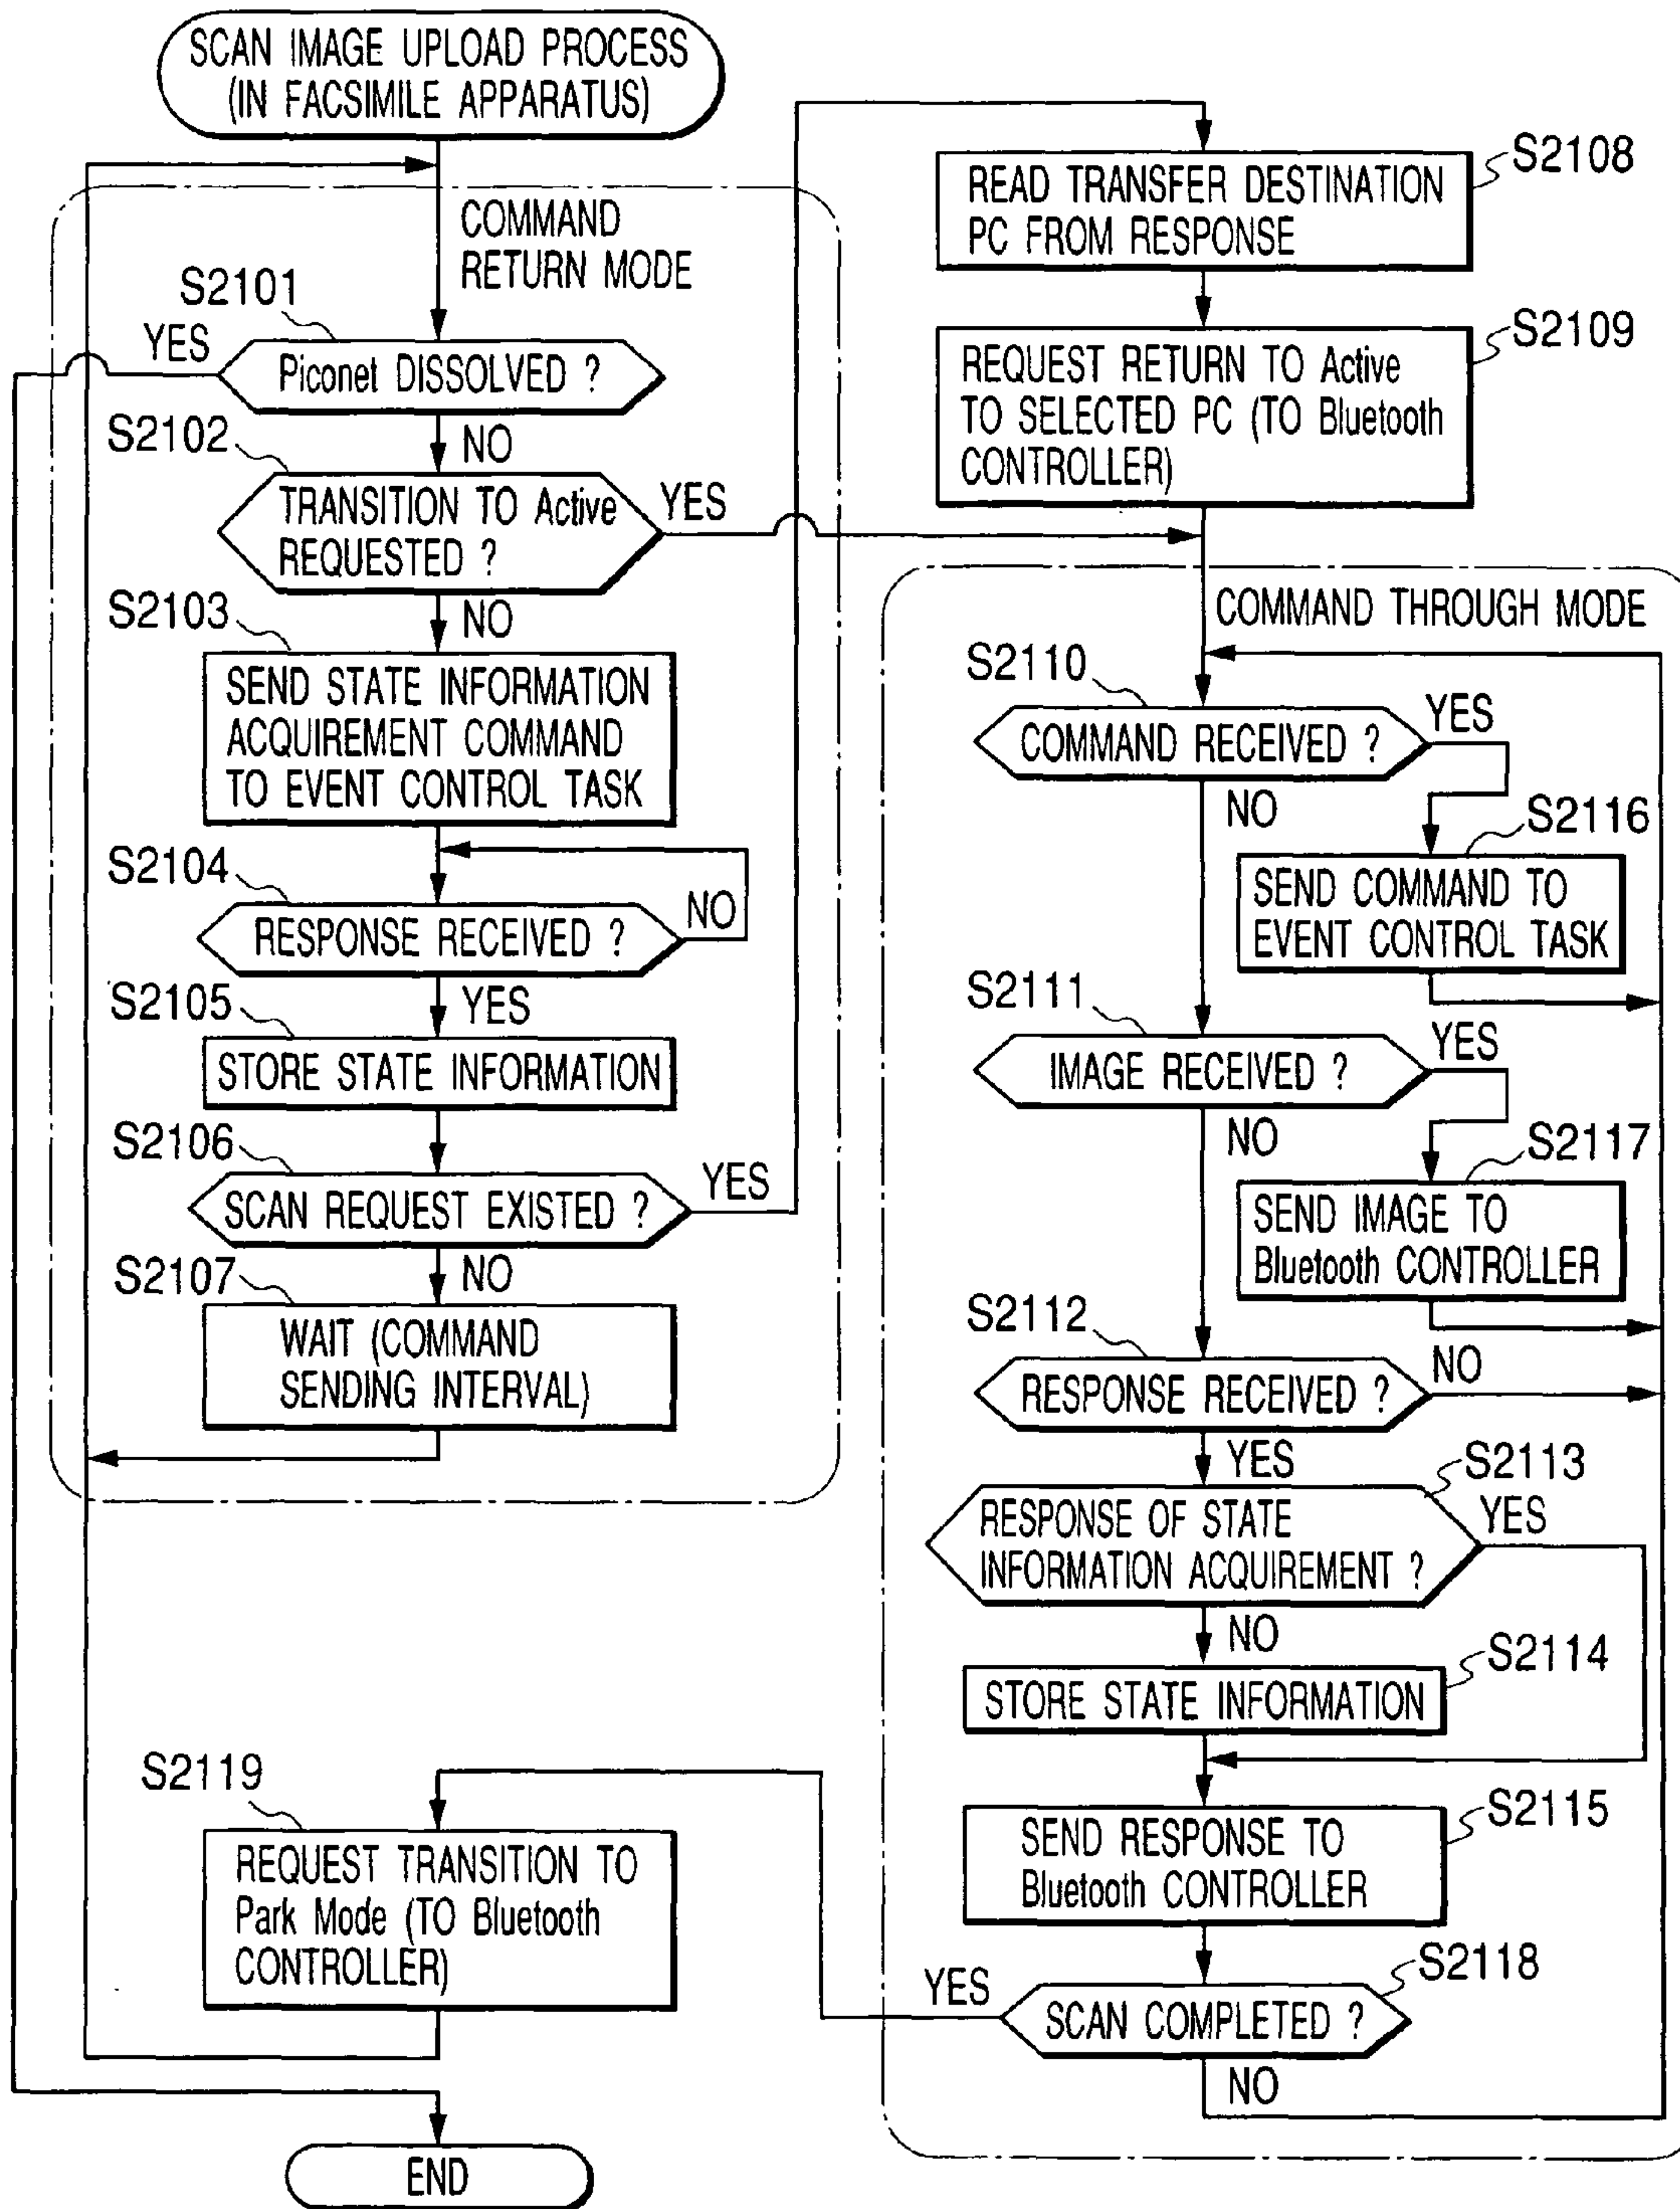 SCAN IMAGE UPLOAD PROCESS
(IN FACSIMILE APPARATUS)
COMMAND
RETURN MODE
S2101
YES
Piconet DISSOLVED ?
NO
S2102
TRANSITION TO Active
REQUESTED ?
YES
NO
S2103
SEND STATE INFORMATION
ACQUIREMENT COMMAND
TO EVENT CONTROL TASK
S2104
RESPONSE RECEIVED ?
NO
YES
S2105
STORE STATE INFORMATION
S2106
SCAN REQUEST EXISTED ?
YES
NO
S2107
WAIT (COMMAND
SENDING INTERVAL)
S2108
READ TRANSFER DESTINATION
PC FROM RESPONSE
S2109
REQUEST RETURN TO Active
TO SELECTED PC (TO Bluetooth
CONTROLLER)
COMMAND THROUGH MODE
S2110
COMMAND RECEIVED ?
YES
NO
S2116
SEND COMMAND TO
EVENT CONTROL TASK
S2111
IMAGE RECEIVED ?
YES
NO
S2117
SEND IMAGE TO
Bluetooth CONTROLLER
S2112
RESPONSE RECEIVED ?
NO
YES
S2113
RESPONSE OF STATE
INFORMATION ACQUIREMENT ?
YES
NO
S2114
STORE STATE INFORMATION
S2115
SEND RESPONSE TO
Bluetooth CONTROLLER
S2118
SCAN COMPLETED ?
YES
NO
S2119
REQUEST TRANSITION TO
Park Mode (TO Bluetooth
CONTROLLER)
END